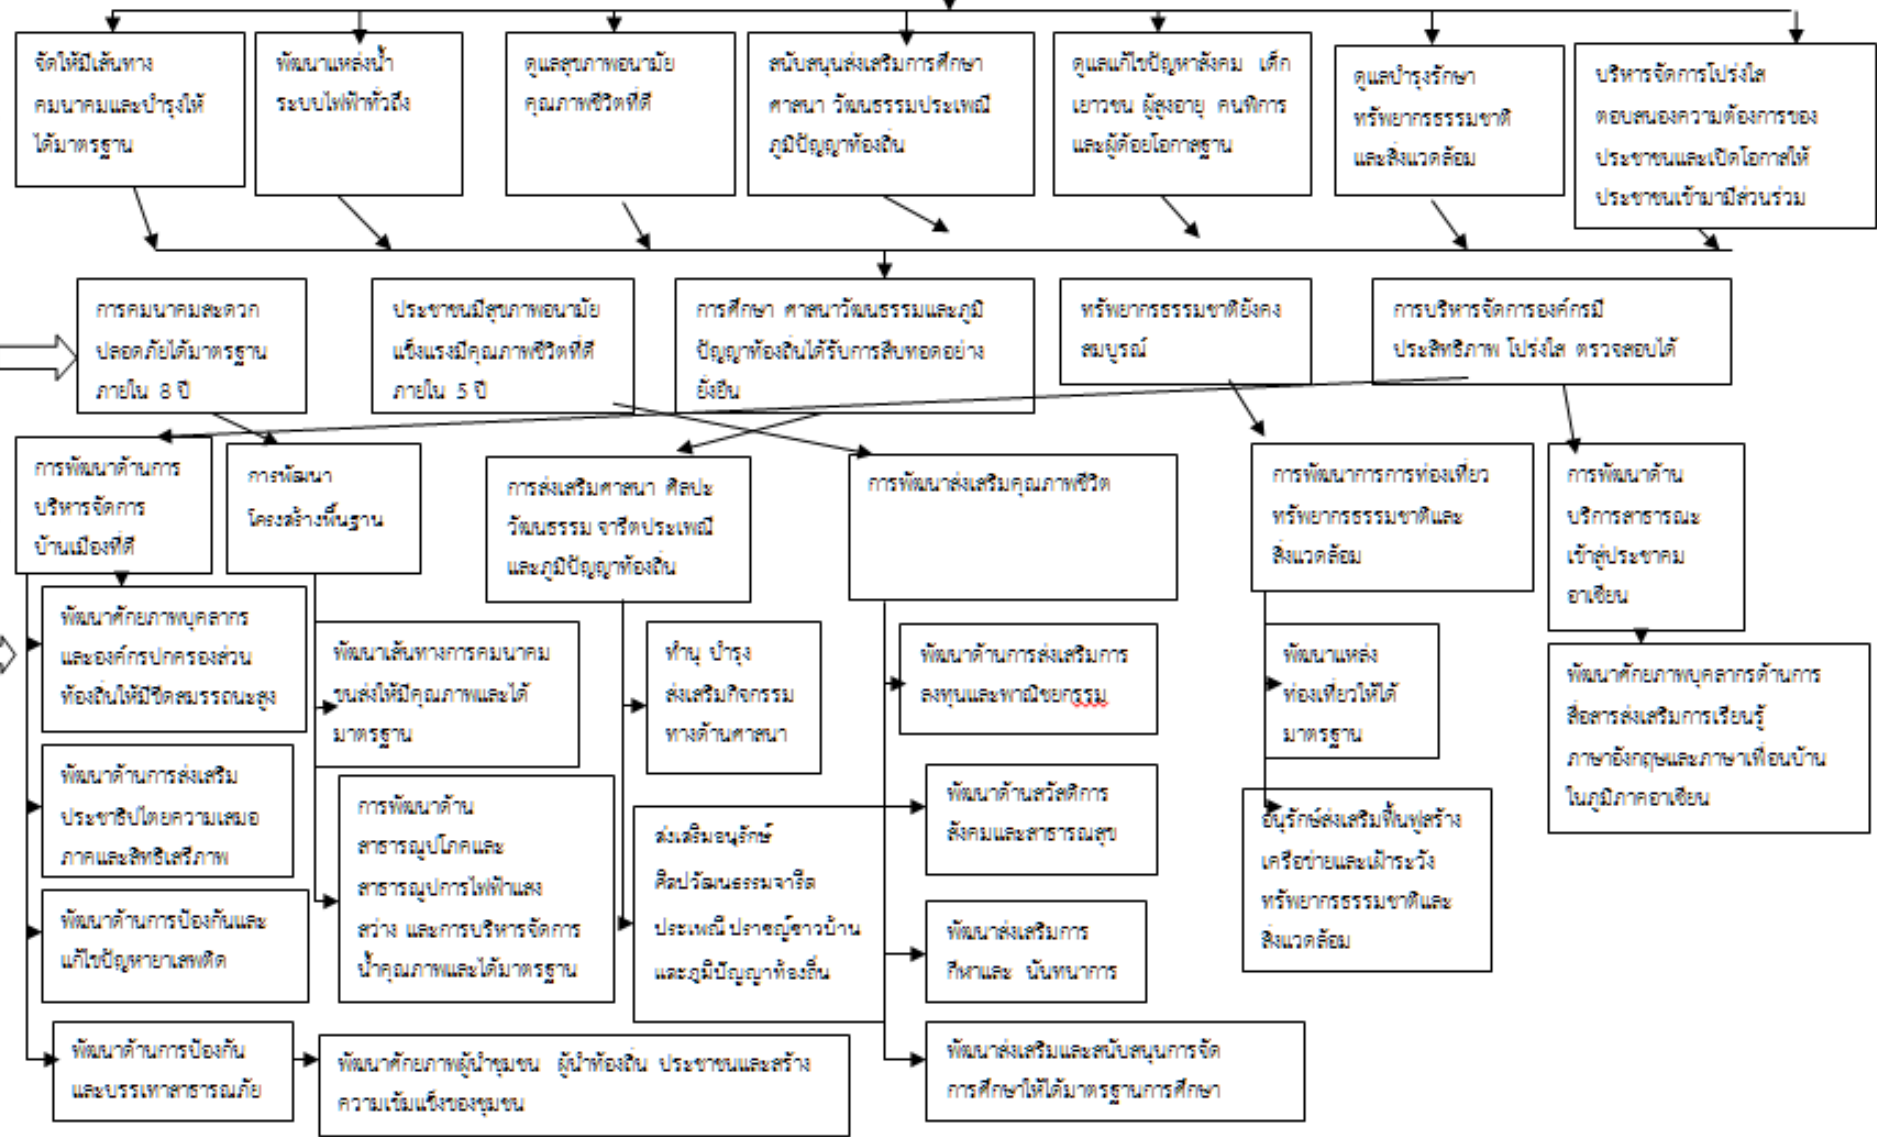 จัดให้มีเส้นทาง
คมนาคมและบำรุงให้
ได้มาตรฐาน
พัฒนาแหล่งน้ำ
ระบบไฟฟ้าทั่วถึง
ดูแลสุขภาพอนามัย
คุณภาพชีวิตที่ดี
สนับสนุนส่งเสริมการศึกษา
ศาสนา วัฒนธรรมประเพณี
ภูมิปัญญาท้องถิ่น
ดูแลแก้ไขปัญหาสังคม เด็ก
เยาวชน ผู้สูงอายุ คนพิการ
และผู้ด้อยโอกาสฐาน
ดูแลบำรุงรักษา
ทรัพยากรธรรมชาติ
และสิ่งแวดล้อม
บริหารจัดการโปร่งใส
ตอบสนองความต้องการของ
ประชาชนและเปิดโอกาสให้
ประชาชนเข้ามามีส่วนร่วม
การคมนาคมสะดวก
ปลอดภัยได้มาตรฐาน
ภายใน 8 ปี
ประชาชนมีสุขภาพอนามัย
แข็งแรงมีคุณภาพชีวิตที่ดี
ภายใน 5 ปี
การศึกษา ศาสนาวัฒนธรรมและภูมิ
ปัญญาท้องถิ่นได้รับการสืบทอดอย่าง
ยั่งยืน
ทรัพยากรธรรมชาติยังคง
สมบูรณ์
การบริหารจัดการองค์กรมี
ประสิทธิภาพ โปร่งใส ตรวจสอบได้
การพัฒนาด้านการ
บริหารจัดการ
บ้านเมืองที่ดี
การพัฒนา
โครงสร้างพื้นฐาน
การส่งเสริมศาสนา ศิลปะ
วัฒนธรรม จารีตประเพณี
และภูมิปัญญาท้องถิ่น
การพัฒนาส่งเสริมคุณภาพชีวิต
การพัฒนาการการท่องเที่ยว
ทรัพยากรธรรมชาติและ
สิ่งแวดล้อม
การพัฒนาด้าน
บริการสาธารณะ
เข้าสู่ประชาคม
อาเซียน
พัฒนาศักยภาพบุคลากร
และองค์กรปกครองส่วน
ท้องถิ่นให้มีขีดสมรรถนะสูง
พัฒนาเส้นทางการคมนาคม
ขนส่งให้มีคุณภาพและได้
มาตรฐาน
ทำนุ บำรุง
ส่งเสริมกิจกรรม
ทางด้านศาสนา
พัฒนาด้านการส่งเสริมการ
ลงทุนและพาณิชยกรรม
พัฒนาแหล่ง
ท่องเที่ยวให้ได้
มาตรฐาน
พัฒนาศักยภาพบุคลากรด้านการ
สื่อสารส่งเสริมการเรียนรู้
ภาษาอังกฤษและภาษาเพื่อนบ้าน
ในภูมิภาคอาเซียน
พัฒนาด้านการส่งเสริม
ประชาธิปไตยความเสมอ
ภาคและสิทธิเสรีภาพ
การพัฒนาด้าน
สาธารณูปโภคและ
สาธารณูปการไฟฟ้าแสง
สว่าง และการบริหารจัดการ
น้ำคุณภาพและได้มาตรฐาน
ส่งเสริมอนุรักษ์
ศิลปวัฒนธรรมจารีต
ประเพณี ปราชญ์ชาวบ้าน
และภูมิปัญญาท้องถิ่น
พัฒนาด้านสวัสดิการ
สังคมและสาธารณสุข
อนุรักษ์ส่งเสริมฟื้นฟูสร้าง
เครือข่ายและเฝ้าระวัง
ทรัพยากรธรรมชาติและ
สิ่งแวดล้อม
พัฒนาด้านการป้องกันและ
แก้ไขปัญหายาเสพติด
พัฒนาส่งเสริมการ
กีฬาและ นันทนาการ
พัฒนาด้านการป้องกัน
และบรรเทาสาธารณภัย
พัฒนาศักยภาพผู้นำชุมชน ผู้นำท้องถิ่น ประชาชนและสร้าง
ความเข้มแข็งของชุมชน
พัฒนาส่งเสริมและสนับสนุนการจัด
การศึกษาให้ได้มาตรฐานการศึกษา